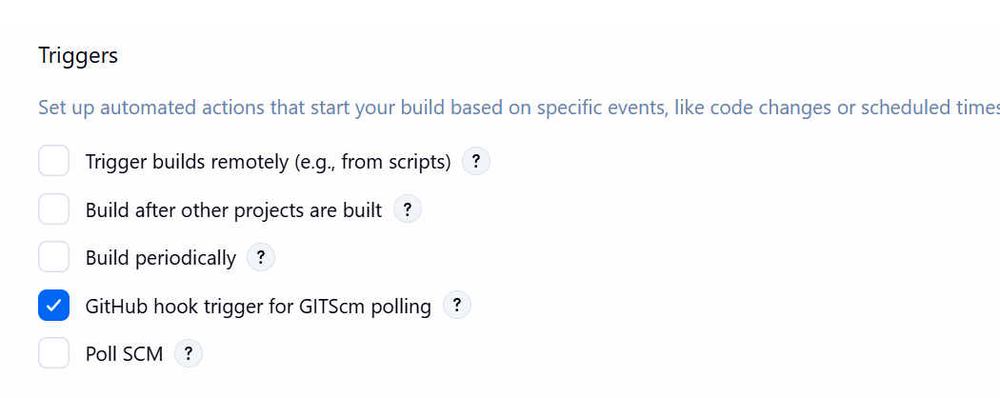 Triggers
Set up automated actions that start your build based on specific events, like code changes or scheduled times
Trigger builds remotely (e.g., from scripts) ?
Build after other projects are built ?
Build periodically ?
GitHub hook trigger for GITScm polling ?
Poll SCM ?